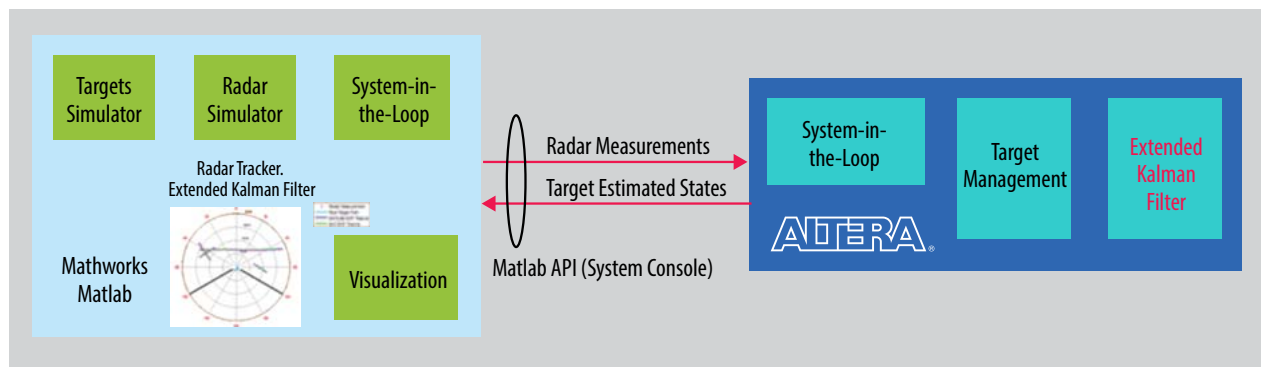 Targets
Simulator
Radar
Simulator
System-in-
the-Loop
Radar Tracker.
Extended Kalman Filter
Mathworks
Matlab
Visualization
Radar Measurements
Target Estimated States
Matlab API (System Console)
System-in-
the-Loop
Target
Management
Extended
Kalman
Filter
ALTERA®